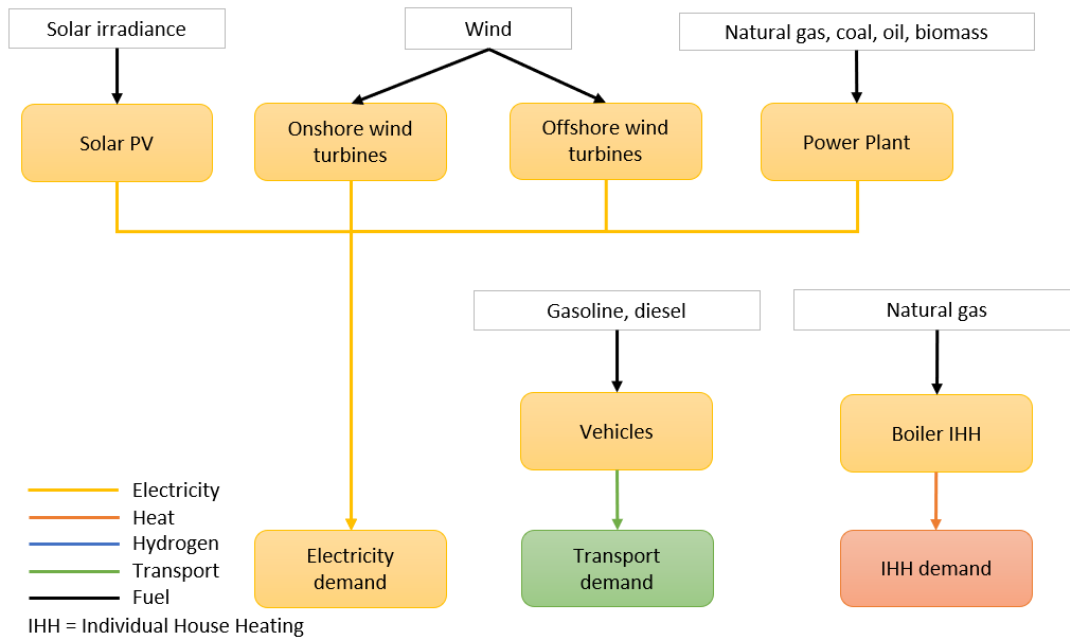 Solar irradiance
Wind
Natural gas, coal, oil, biomass
Solar PV
Onshore wind
turbines
Offshore wind
turbines
Power Plant
Gasoline, diesel
Natural gas
Vehicles
Boiler IHH
Electricity
Heat
Hydrogen
Transport
Fuel
IHH = Individual House Heating
Electricity
demand
Transport
demand
IHH demand